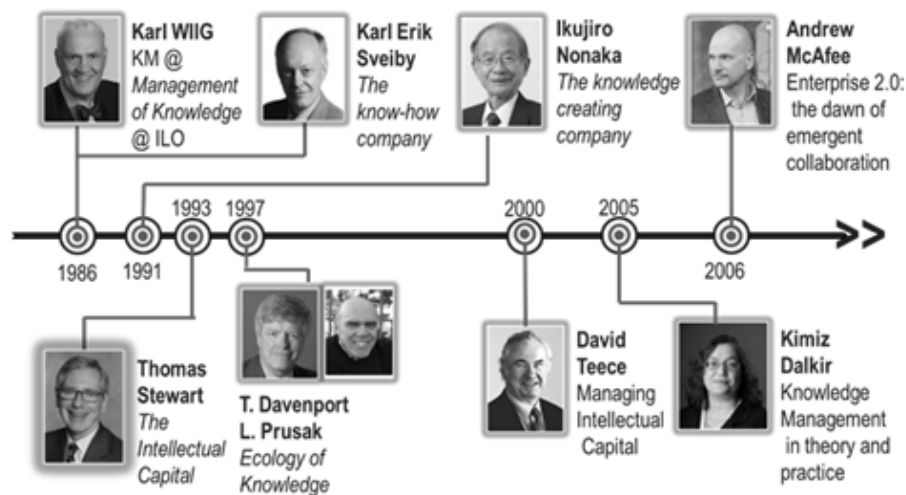 Karl WIIG
KM @
Management
of Knowledge
@ ILO
Karl Erik
Sveiby
The
know-how
company
Ikujiro
Nonaka
The knowledge
creating
company
Andrew
McAfee
Enterprise 2.0:
the dawn of
emergent
collaboration
1986
1991
1993
1997
2000
2005
2006
Thomas
Stewart
The
Intellectual
Capital
T. Davenport
L. Prusak
Ecology of
Knowledge
David
Teece
Managing
Intellectual
Capital
Kimiz
Dalkir
Knowledge
Management
in theory and
practice